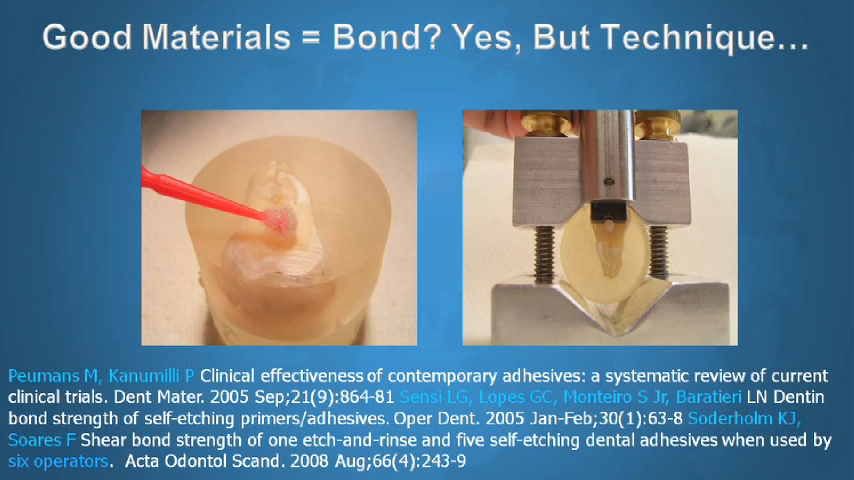 Good Materials = Bond? Yes, But Technique...
Peumans M, Kanumilli P Clinical effectiveness of contemporary adhesives: a systematic review of current
clinical trials. Dent Mater. 2005 Sep;21(9):864-81 Sensi LG, Lopes GC, Monteiro S Jr, Baratieri LN Dentin
bond strength of self-etching primers/adhesives. Oper Dent. 2005 Jan-Feb;30(1):63-8 Soderholm KJ,
Soares F Shear bond strength of one etch-and-rinse and five self-etching dental adhesives when used by
six operators.  Acta Odontol Scand. 2008 Aug;66(4):243-9